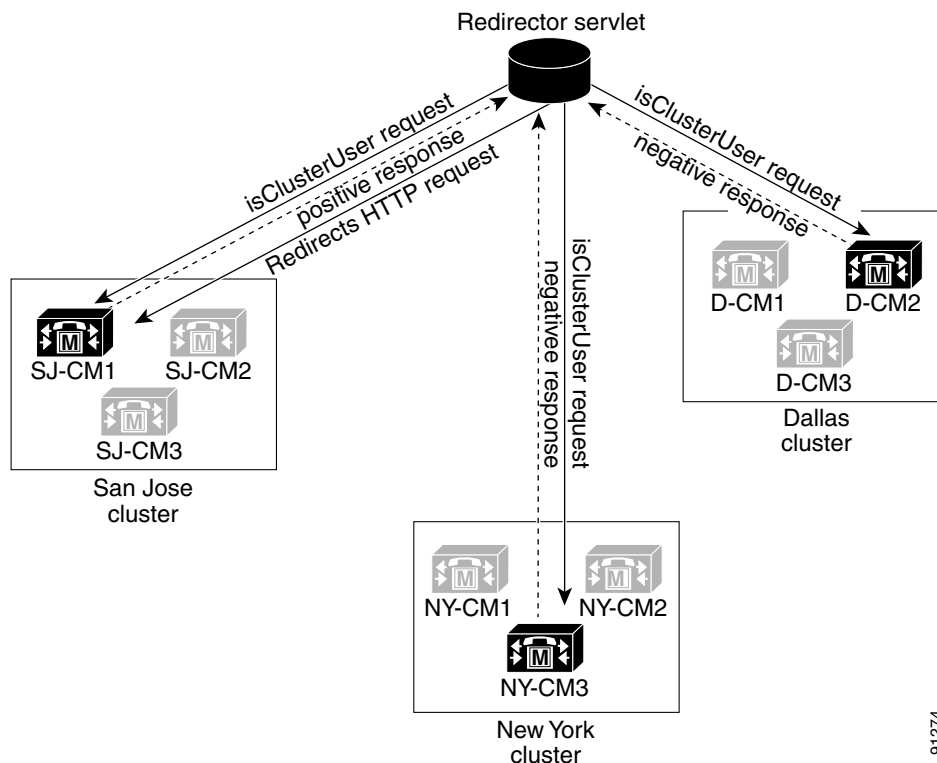 Redirector servlet
isClusterUser request
positive response
Redirects HTTP request
isClusterUser request
negative response
isClusterUser request
negativee response
M
SJ-CM1
M
SJ-CM2
M
SJ-CM3
San Jose
cluster
M
D-CM1
M
D-CM2
M
D-CM3
Dallas
cluster
M
NY-CM1
M
NY-CM2
M
NY-CM3
New York
cluster
91274